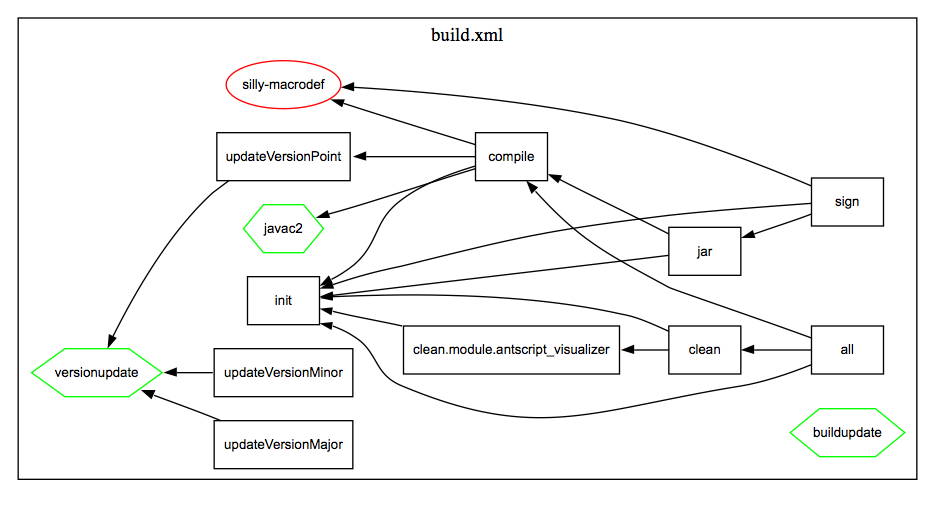 build.xml
silly-macrodef
updateVersionPoint
compile
sign
javac2
jar
init
clean.module.antscript_visualizer
clean
all
versionupdate
updateVersionMinor
buildupdate
updateVersionMajor